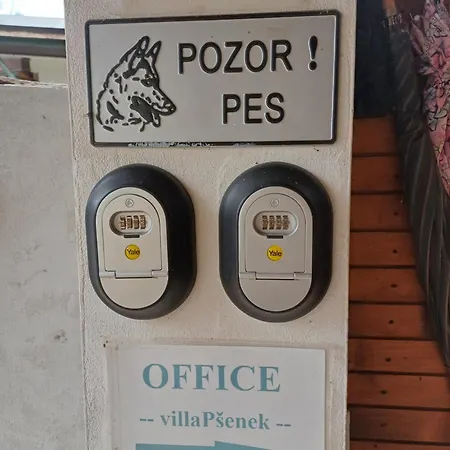 POZOR !
PES
Yale
Yale
OFFICE
-- villaPšenek --